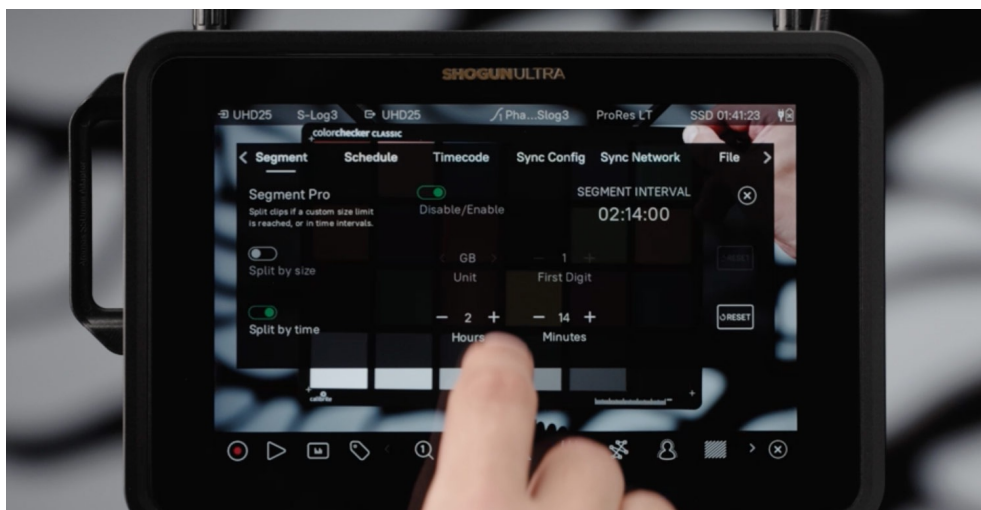 SHOGUNULTRA
UHD25 S-Log3 UHD25 Pha...Slog3 ProRes LT SSD 01:41:23
colorchecker CLASSIC
Segment Schedule Timecode Sync Config Sync Network File
Segment Pro
Split clips if a custom size limit
is reached, or in time intervals.
Disable/Enable
SEGMENT INTERVAL
02:14:00
Split by size
GB
Unit
1
First Digit
RESET
Split by time
2
Hours
14
Minutes
RESET
calibrite
1